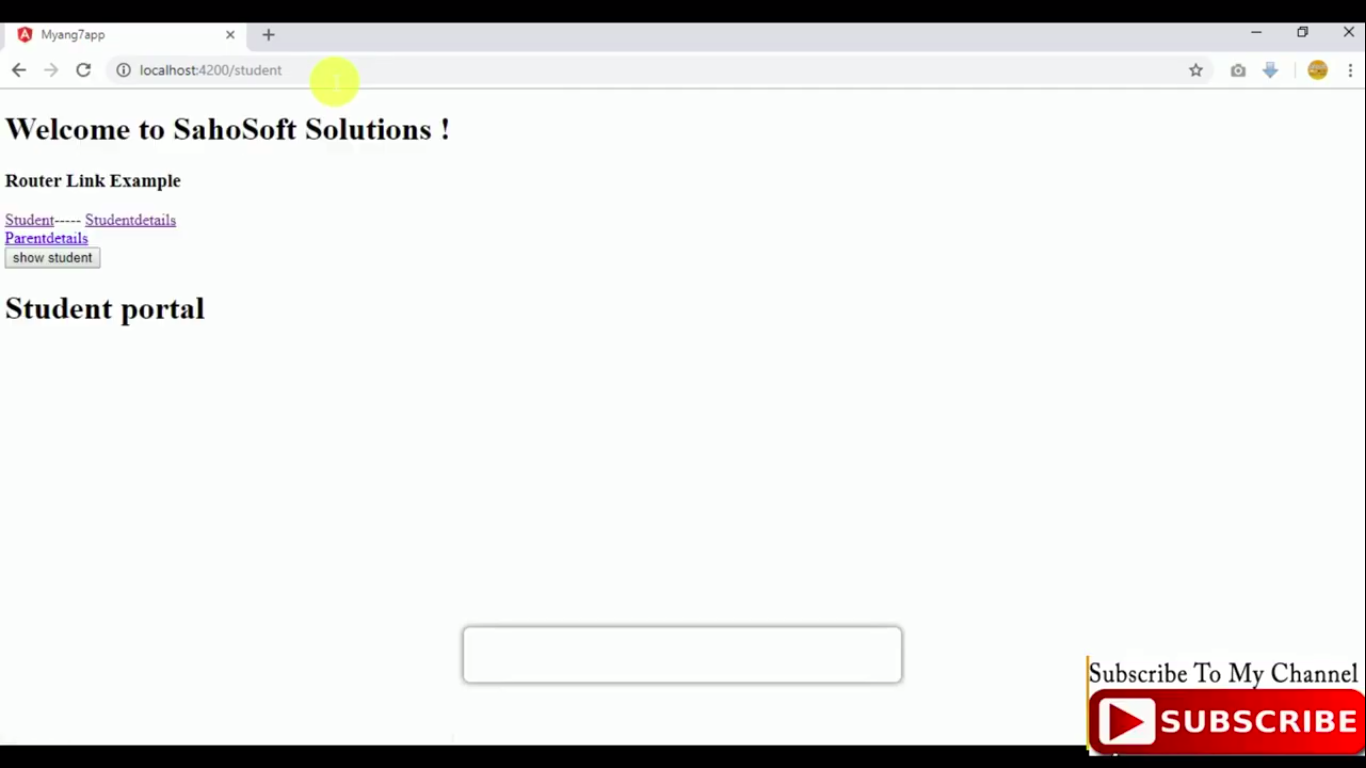 Myang7app
localhost:4200/student
Welcome to SahoSoft Solutions !
Router Link Example
Student----- Studentdetails
Parentdetails
show student
Student portal
Subscribe To My Channel
SUBSCRIBE